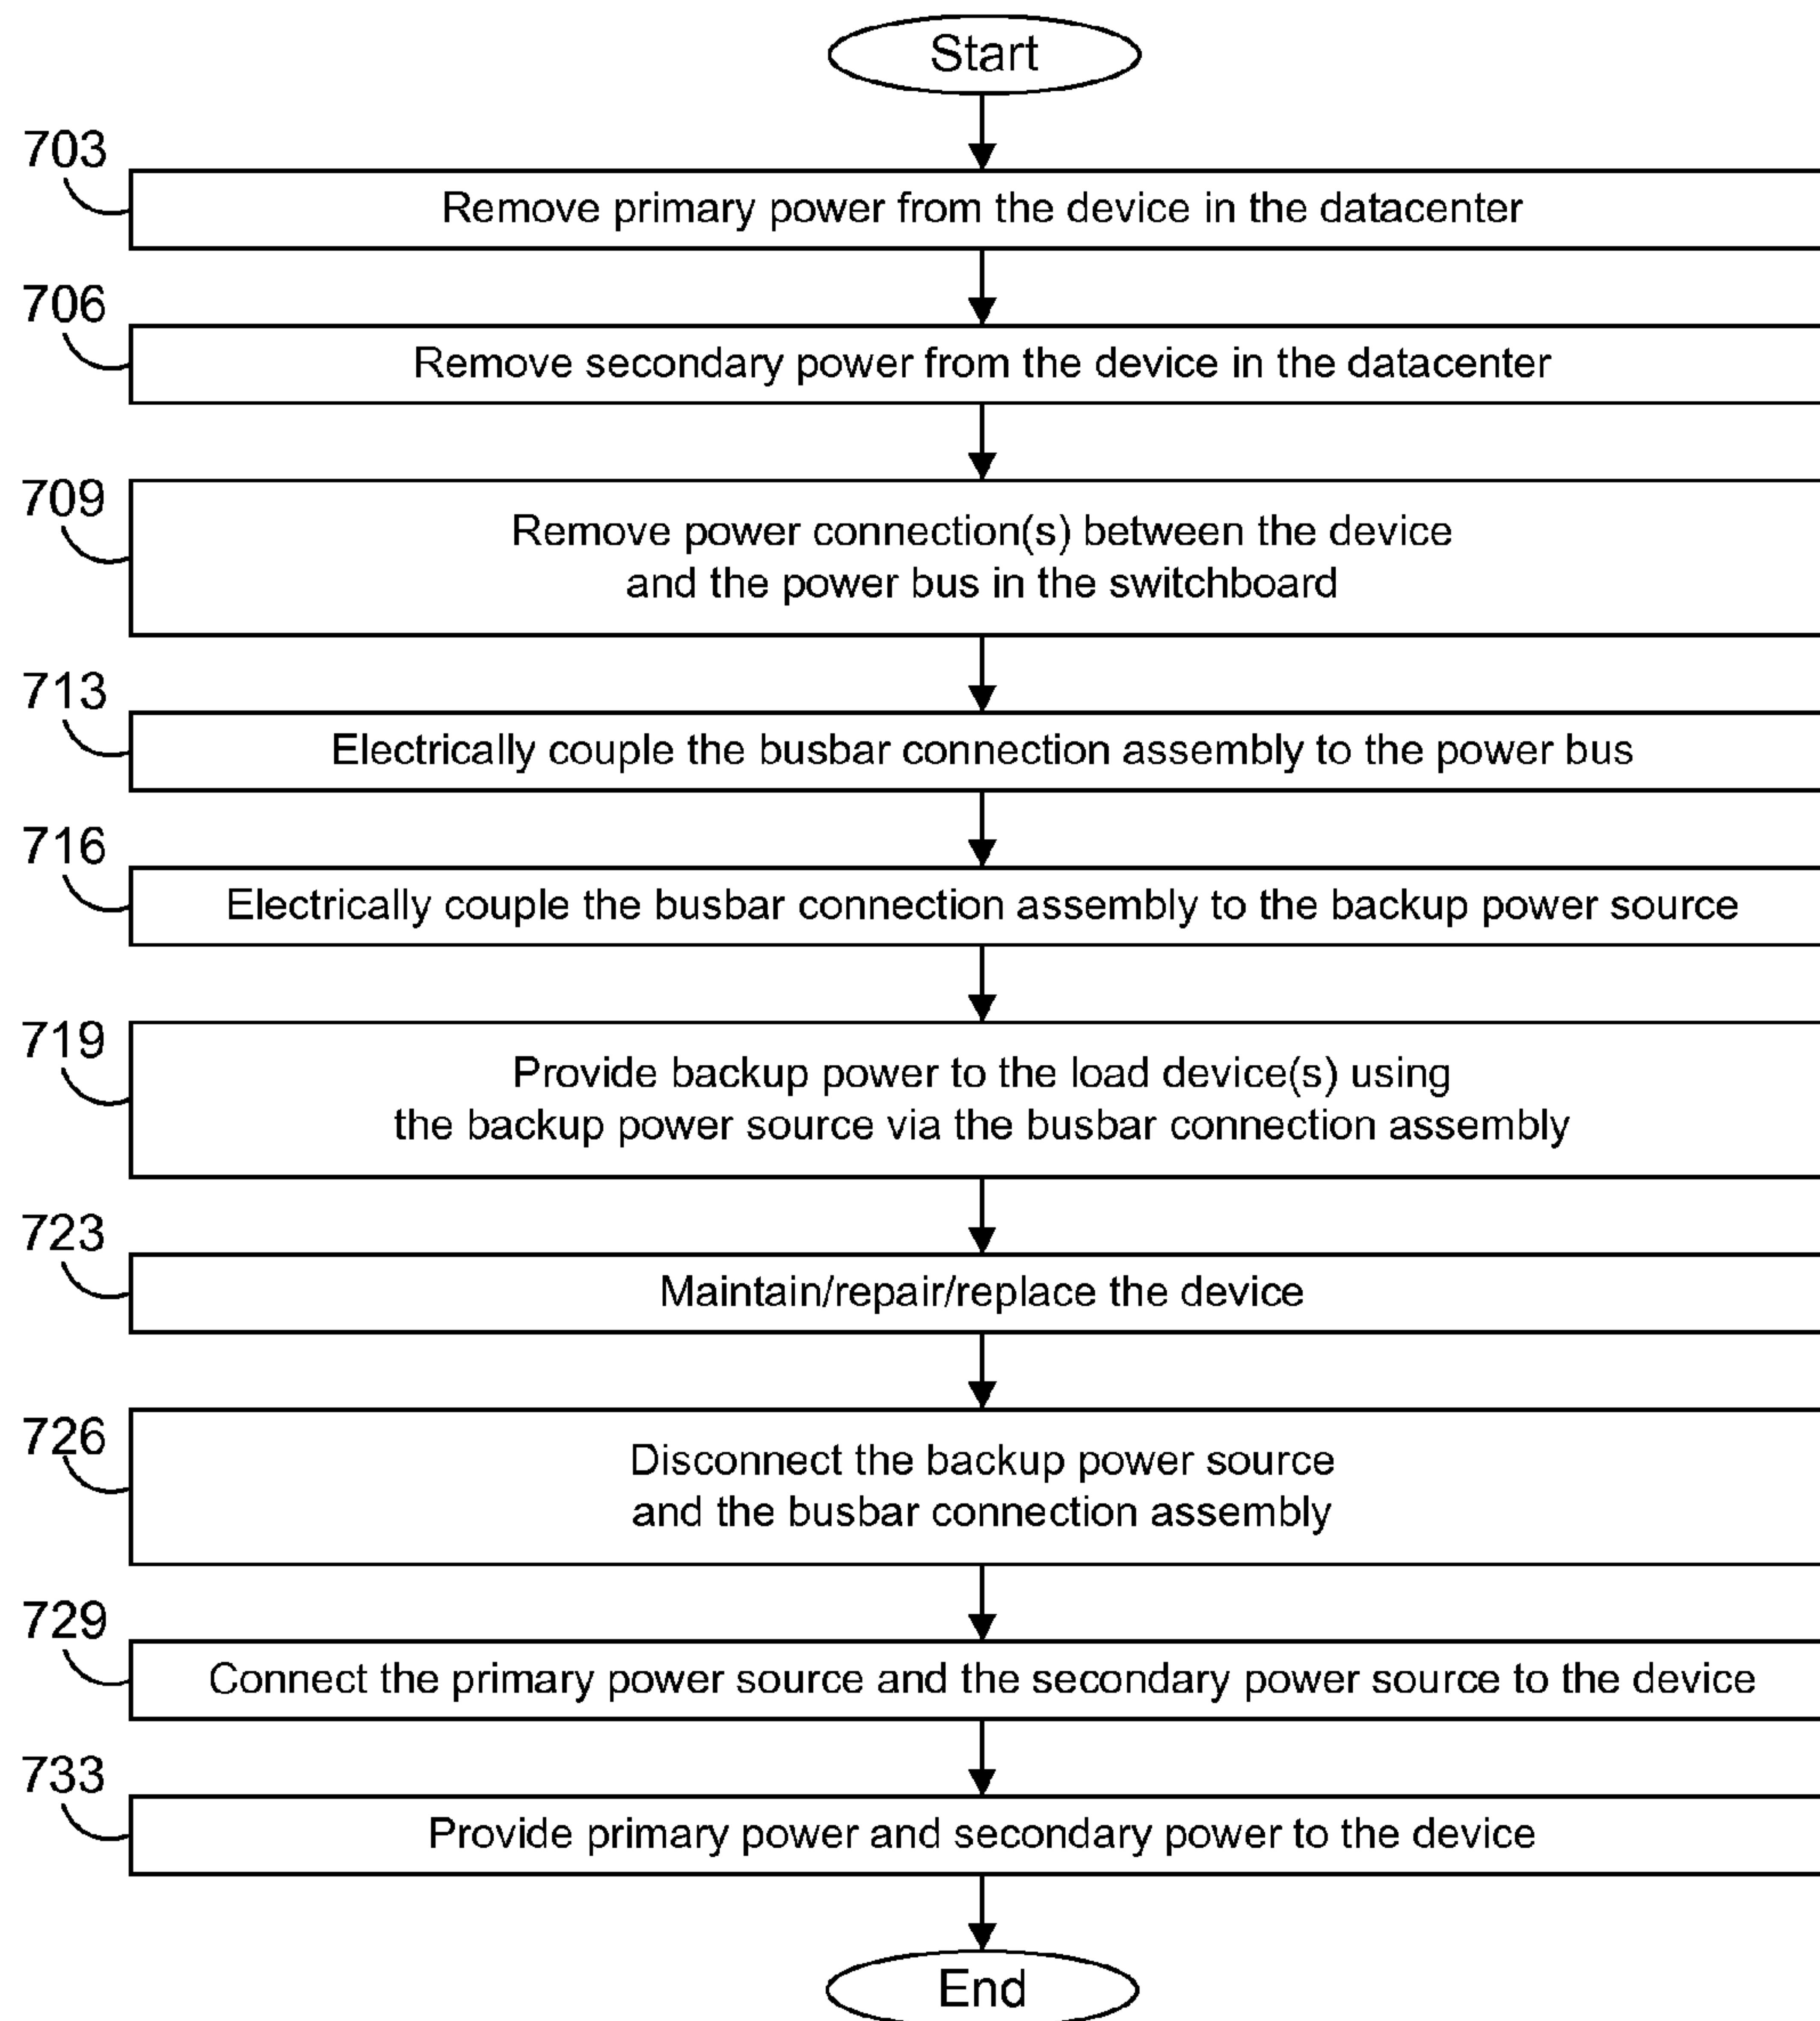 Start
703
Remove primary power from the device in the datacenter
706
Remove secondary power from the device in the datacenter
709
Remove power connection(s) between the device
and the power bus in the switchboard
713
Electrically couple the busbar connection assembly to the power bus
716
Electrically couple the busbar connection assembly to the backup power source
719
Provide backup power to the load device(s) using
the backup power source via the busbar connection assembly
723
Maintain/repair/replace the device
726
Disconnect the backup power source
and the busbar connection assembly
729
Connect the primary power source and the secondary power source to the device
733
Provide primary power and secondary power to the device
End